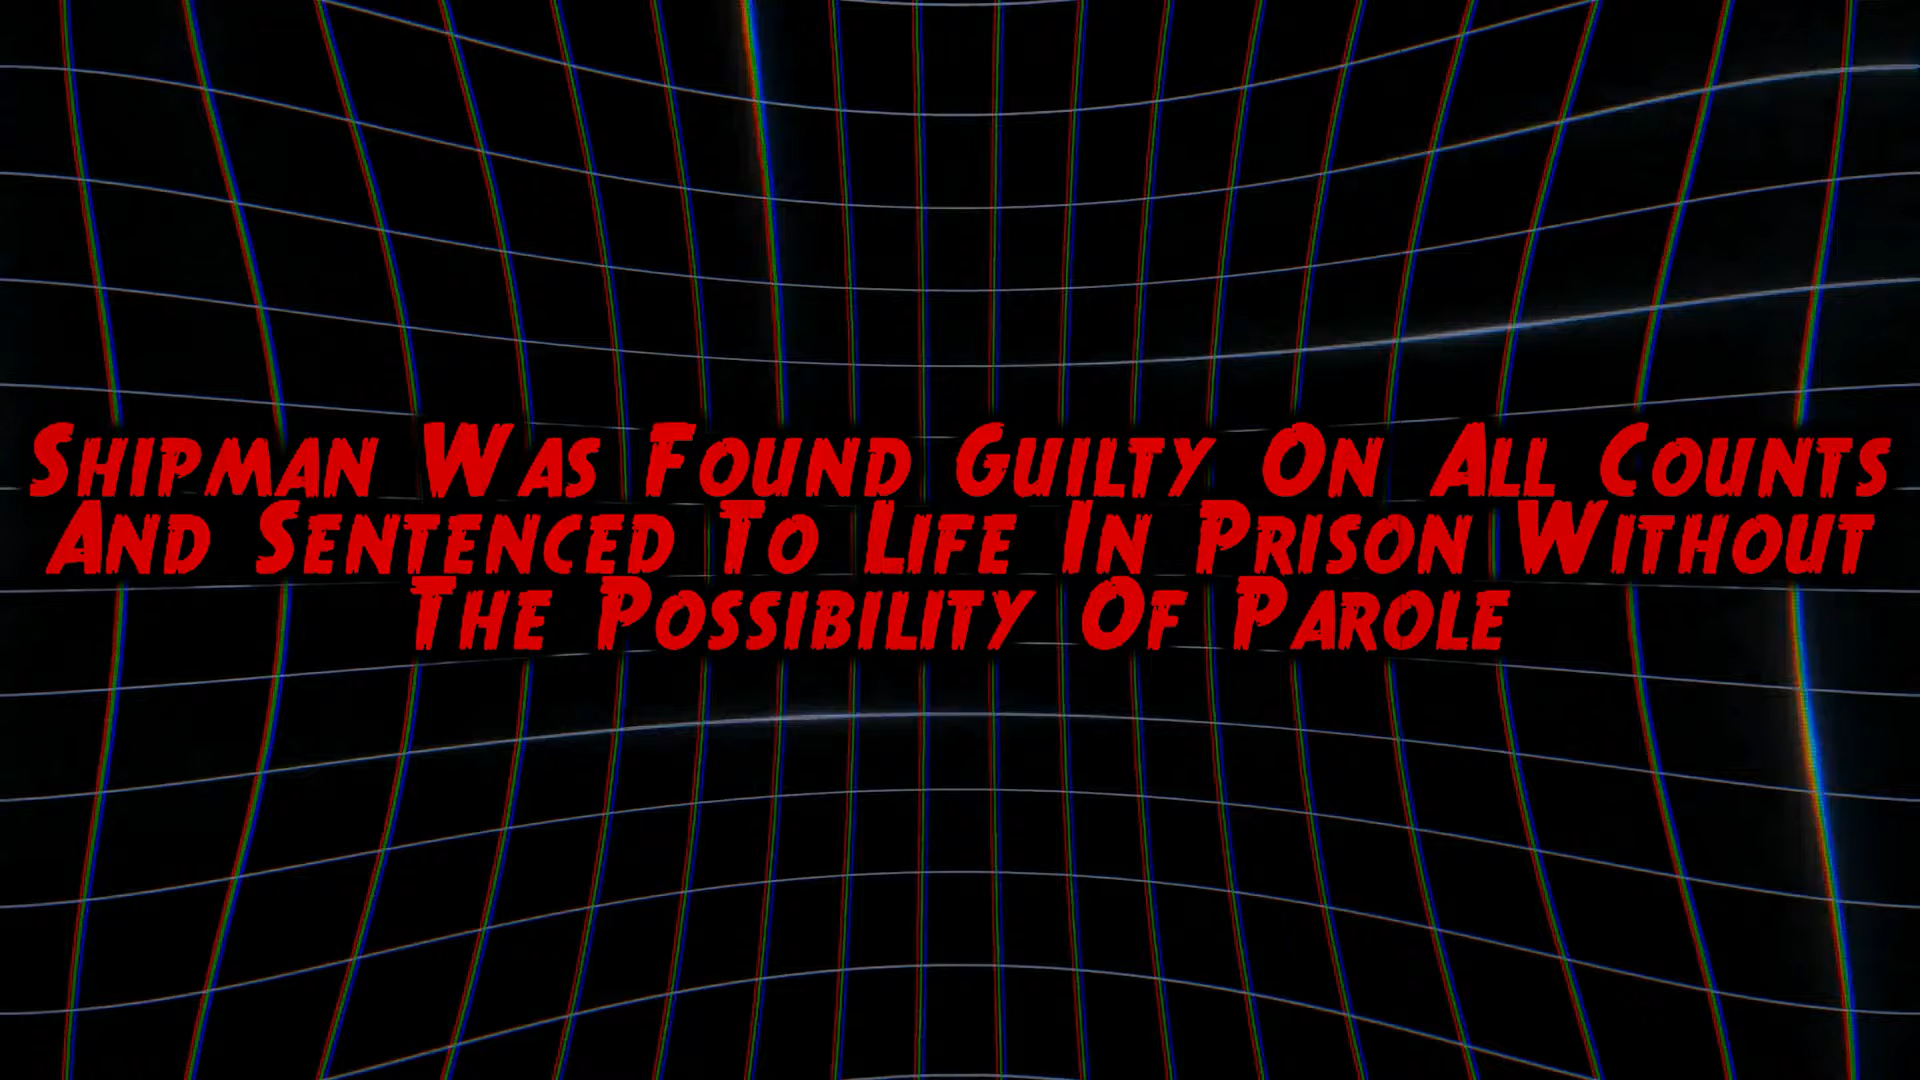 Shipman Was Found Guilty On All Counts
And Sentenced To Life In Prison Without
The Possibility Of Parole